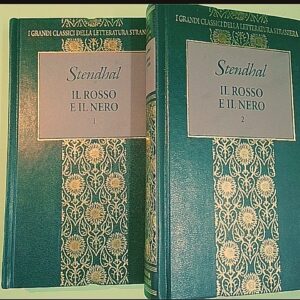 I GRANDI CLASSICI DELLA LETTERATURA STRANIERA
Stendhal
IL ROSSO
E IL NERO
1
I GRANDI CLASSICI DELLA LETTERATURA STRANIERA
Stendhal
IL ROSSO
E IL NERO
2